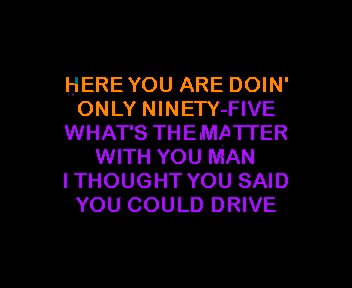 HERE YOU ARE DOIN'
ONLY NINETY-FIVE
WHAT'S THE MATTER
WITH YOU MAN
I THOUGHT YOU SAID
YOU COULD DRIVE